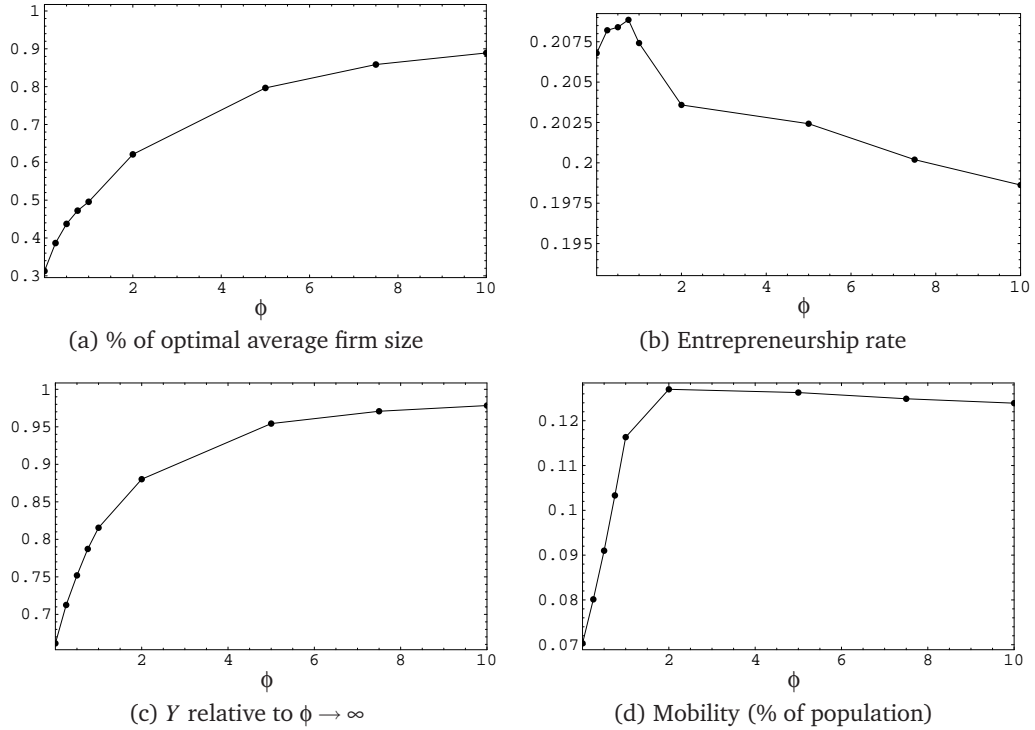 1
0.9
0.8
0.7
0.6
0.5
0.4
0.3
2 4 6 8 10
ϕ
(a) % of optimal average firm size
0.2075
0.205
0.2025
0.2
0.1975
0.195
2 4 6 8 10
ϕ
(b) Entrepreneurship rate
1
0.95
0.9
0.85
0.8
0.75
0.7
2 4 6 8 10
ϕ
(c) Y relative to ϕ → ∞
0.12
0.11
0.1
0.09
0.08
0.07
2 4 6 8 10
ϕ
(d) Mobility (% of population)